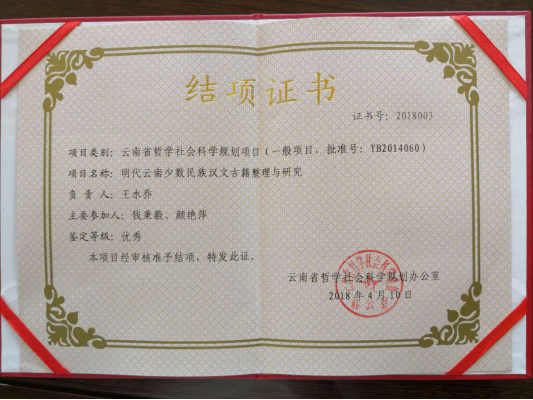 结项证书
证书号：2018003
项目类别：云南省哲学社会科学规划项目（一般项目，批准号：YB2014060）
项目名称：明代云南少数民族汉文古籍整理与研究
负责人：王水乔
主要参加人：钱秉毅、颜艳萍
鉴定等级：优秀
本项目经审核准予结项，特发此证。
云南省哲学社会科学规划办公室
2018年4月10日